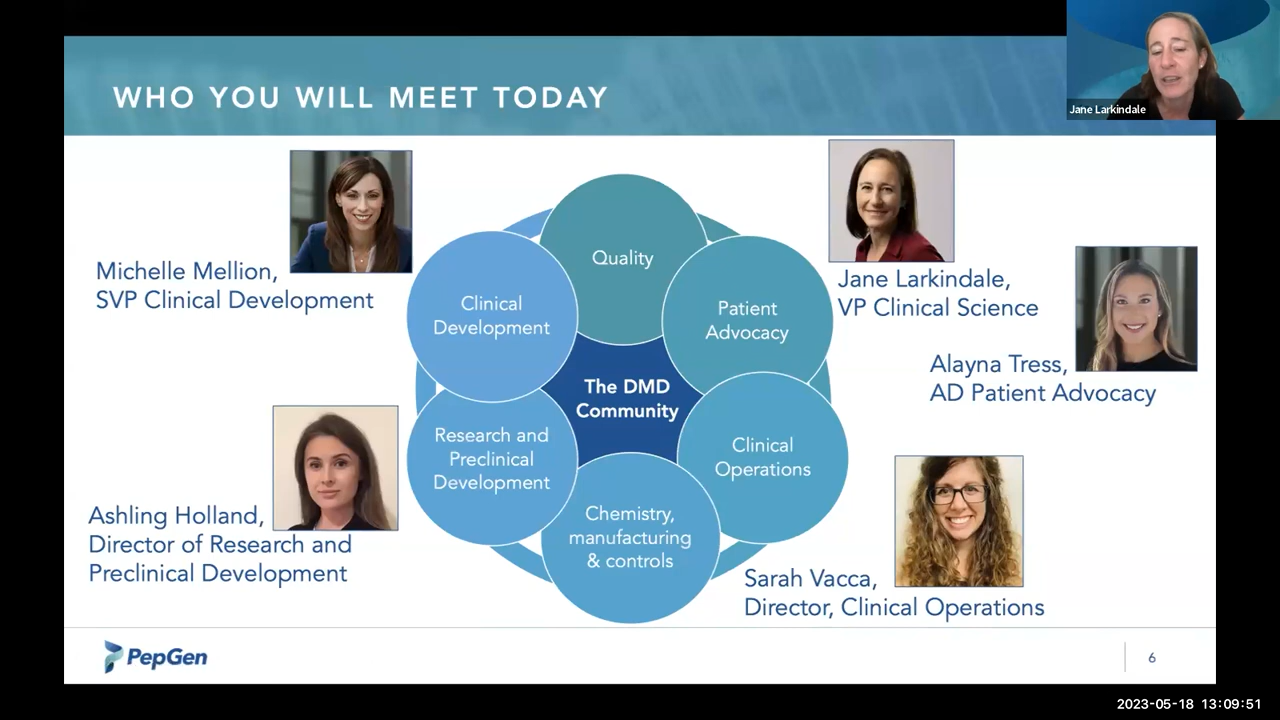 WHO YOU WILL MEET TODAY
Jane Larkindale
Michelle Mellion,
SVP Clinical Development
Ashling Holland,
Director of Research and
Preclinical Development
Quality
Clinical
Development
Patient
Advocacy
The DMD
Community
Research and
Preclinical
Development
Clinical
Operations
Chemistry,
manufacturing
& controls
Jane Larkindale,
VP Clinical Science
Alayna Tress,
AD Patient Advocacy
Sarah Vacca,
Director, Clinical Operations
PepGen
6
2023-05-18 13:09:51